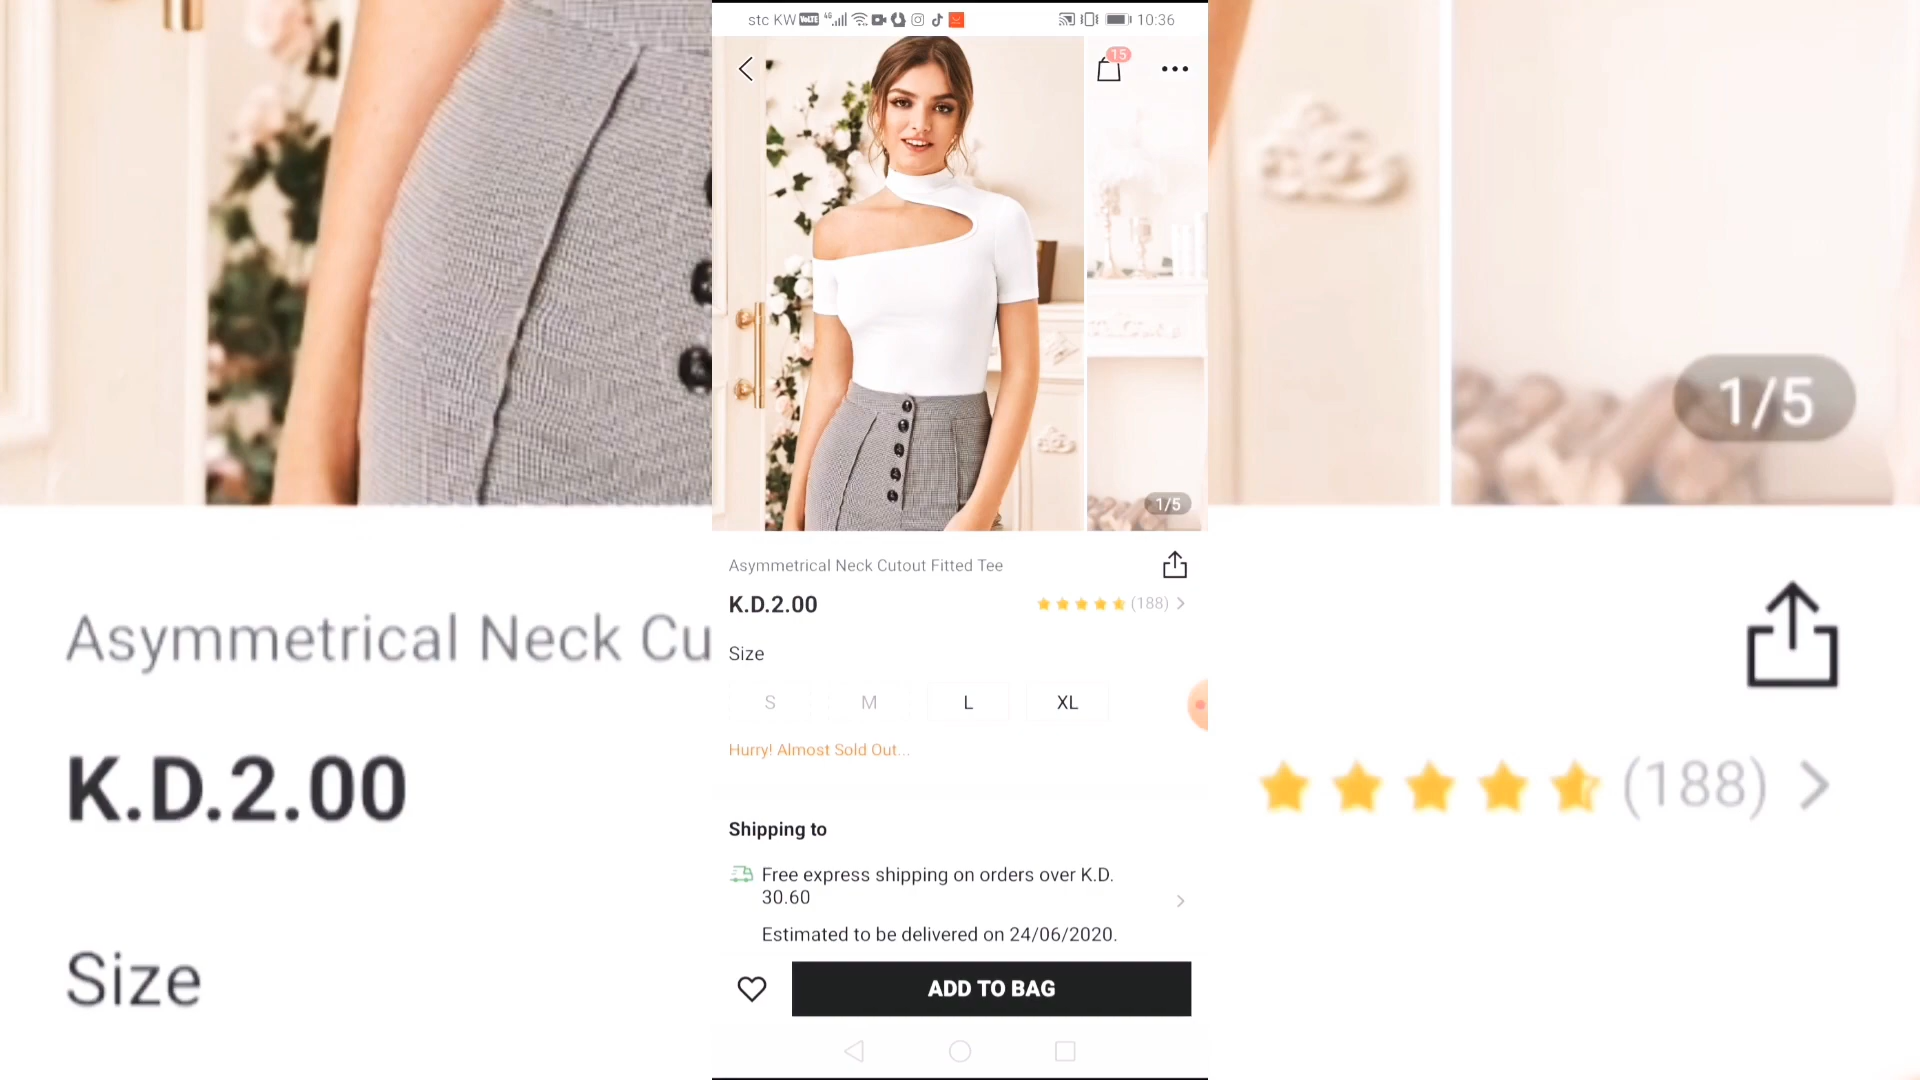 stc KW VoLTE 4G 10:36
15
1/5
Asymmetrical Neck Cutout Fitted Tee
K.D.2.00
(188)
Size
S M L XL
Hurry! Almost Sold Out...
Shipping to
Free express shipping on orders over K.D.
30.60
Estimated to be delivered on 24/06/2020.
ADD TO BAG
1/5
Asymmetrical Neck Cu
K.D.2.00
(188)
Size